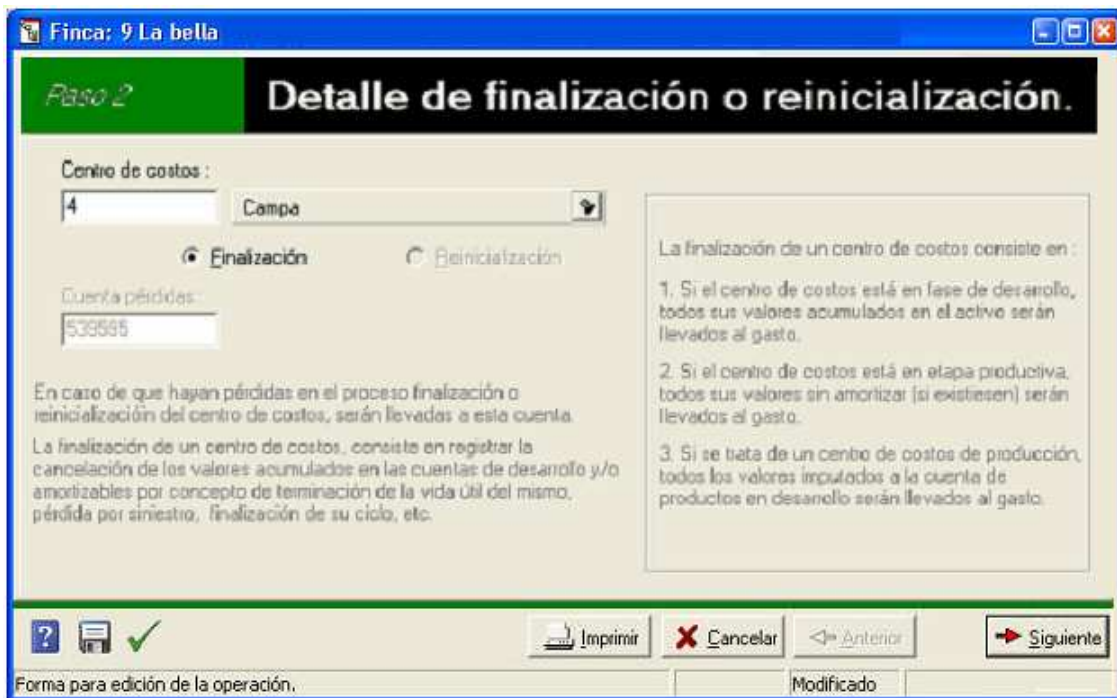 Finca: 9 La bella
Paso 2
Detalle de finalización o reinicialización.
Centro de costos :
4
Campa
Finalización
Reinicialización
Cuenta pérdidas :
539595
En caso de que hayan pérdidas en el proceso finalización o
reinicialización del centro de costos, serán llevadas a esta cuenta.
La finalización de un centro de costos, consiste en registrar la
cancelación de los valores acumulados en las cuentas de desarrollo y/o
amortizables por concepto de terminación de la vida útil del mismo,
pérdida por siniestro, finalización de su ciclo, etc.
La finalización de un centro de costos consiste en :
1. Si el centro de costos está en fase de desarrollo,
todos sus valores acumulados en el activo serán
llevados al gasto.
2. Si el centro de costos está en etapa productiva,
todos sus valores sin amortizar (si existiesen) serán
llevados al gasto.
3. Si se trata de un centro de costos de producción,
todos los valores imputados a la cuenta de
productos en desarrollo serán llevados al gasto.
Imprimir
Cancelar
Anterior
Siguiente
Forma para edición de la operación.
Modificado